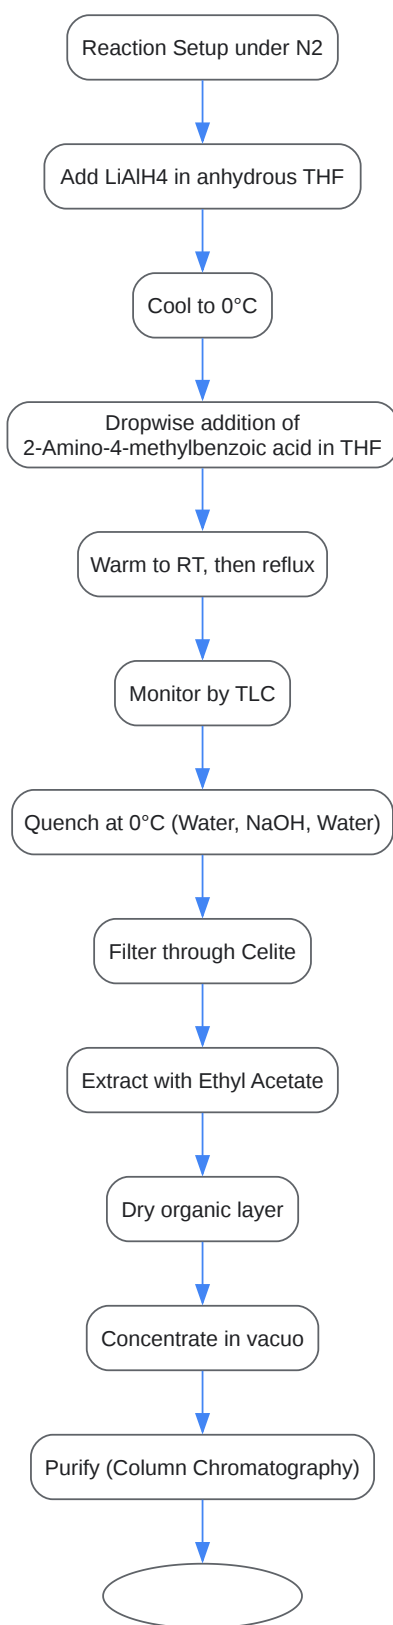 Reaction Setup under N2
Add LiAlH4 in anhydrous THF
Cool to 0°C
Dropwise addition of
2-Amino-4-methylbenzoic acid in THF
Warm to RT, then reflux
Monitor by TLC
Quench at 0°C (Water, NaOH, Water)
Filter through Celite
Extract with Ethyl Acetate
Dry organic layer
Concentrate in vacuo
Purify (Column Chromatography)